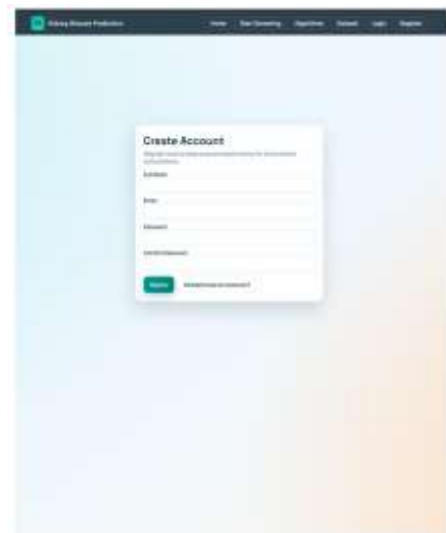 Kidney Disease Prediction
Home Start Screening Algorithms Dataset Login Register
Create Account
Full Name
Email
Password
Confirm Password
Register Already have an account?